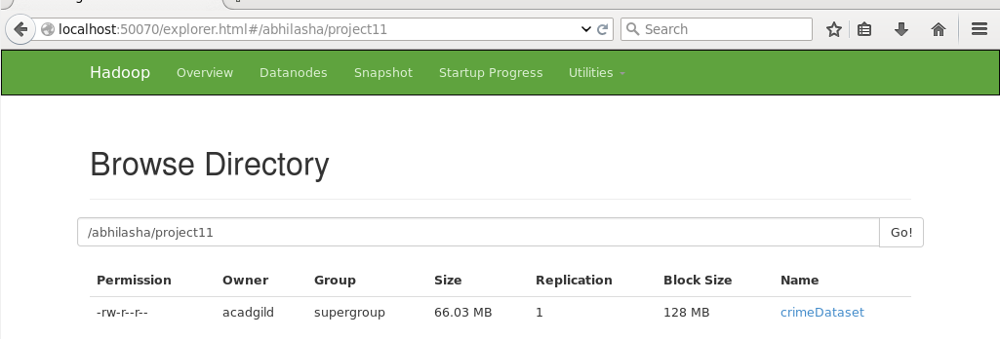 localhost:50070/explorer.html#/abhilasha/project11
Search
Hadoop Overview Datanodes Snapshot Startup Progress Utilities
Browse Directory
/abhilasha/project11 Go!
Permission Owner Group Size Replication Block Size Name
-rw-r--r-- acadgild supergroup 66.03 MB 1 128 MB crimeDataset